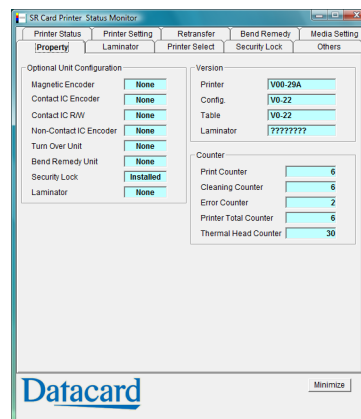 SR Card Printer Status Monitor
Printer Status Printer Setting Retransfer Bend Remedy Media Setting
Property Laminator Printer Select Security Lock Others
Optional Unit Configuration
Magnetic Encoder None
Contact IC Encoder None
Contact IC R/W None
Non-Contact IC Encoder None
Turn Over Unit None
Bend Remedy Unit None
Security Lock Installed
Laminator None
Version
Printer V00-29A
Config. V0-22
Table V0-22
Laminator ????????
Counter
Print Counter 6
Cleaning Counter 6
Error Counter 2
Printer Total Counter 6
Thermal Head Counter 30
Datacard
Minimize